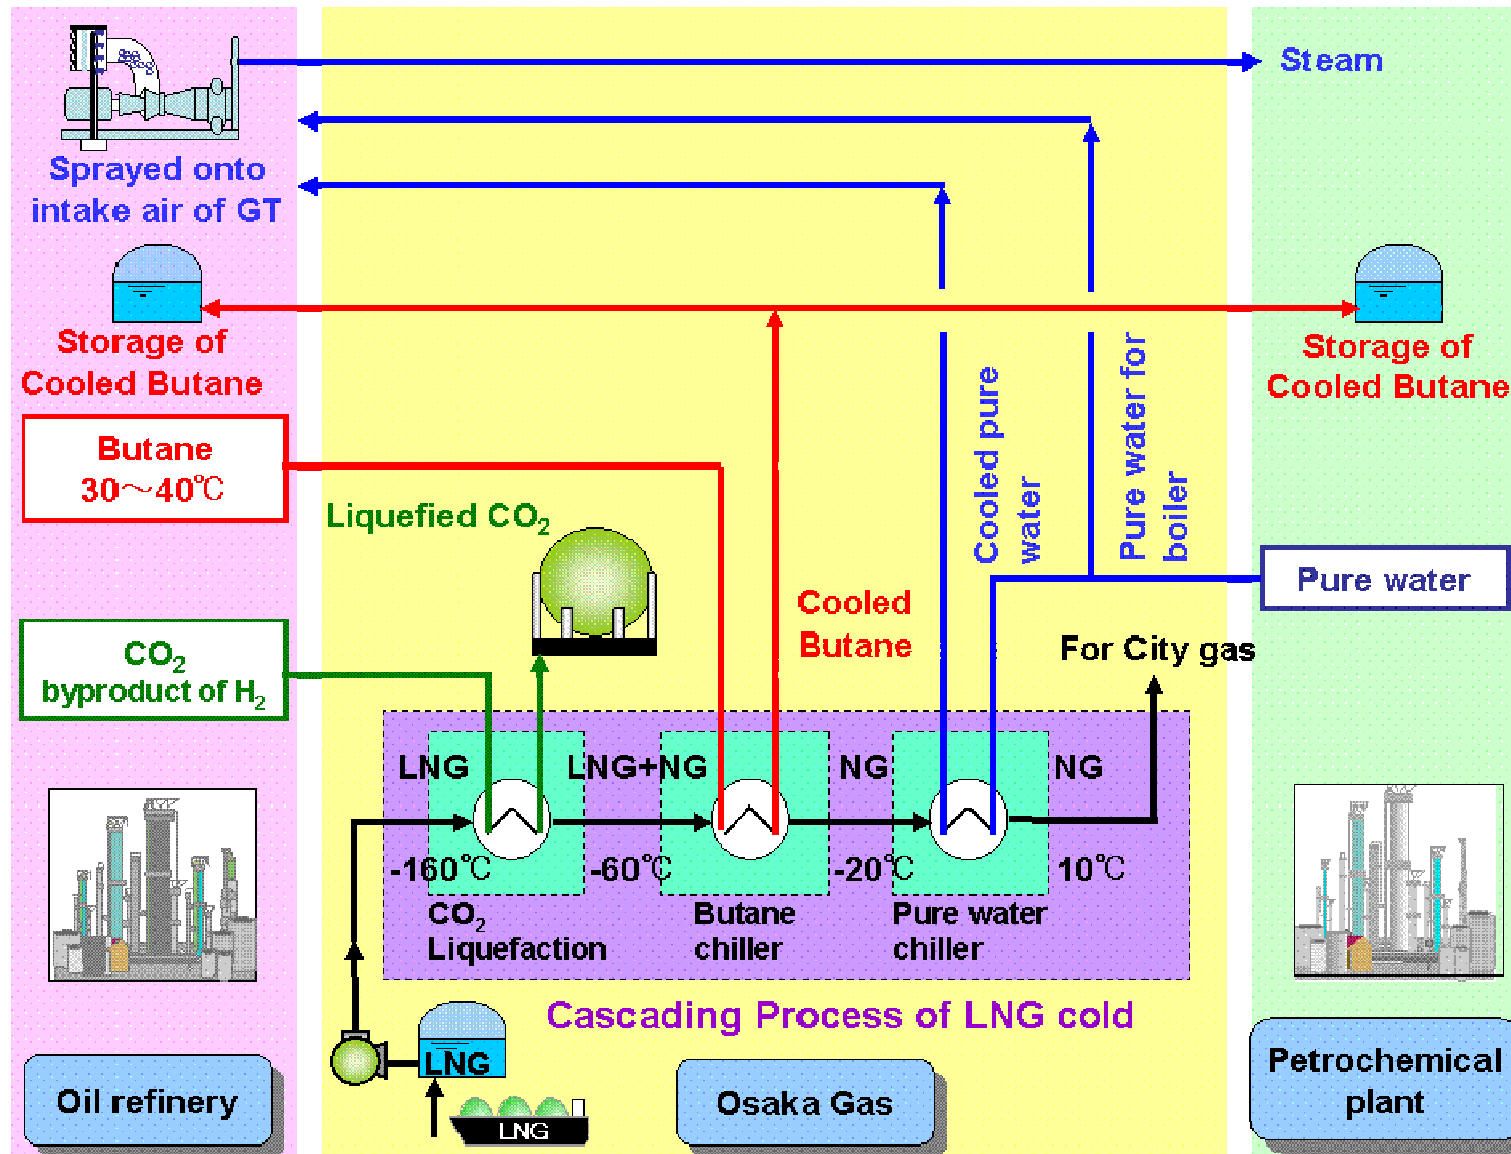 Steam
Sprayed onto
intake air of GT
Storage of
Cooled Butane
Storage of
Cooled Butane
Butane
30～40℃
Liquefied CO₂
Cooled pure
water
Pure water for
boiler
Pure water
Cooled
Butane
CO₂
byproduct of H₂
For City gas
LNG
LNG+NG
NG
NG
-160℃
-60℃
-20℃
10℃
CO₂
Liquefaction
Butane
chiller
Pure water
chiller
Cascading Process of LNG cold
LNG
LNG
Oil refinery
Osaka Gas
Petrochemical
plant